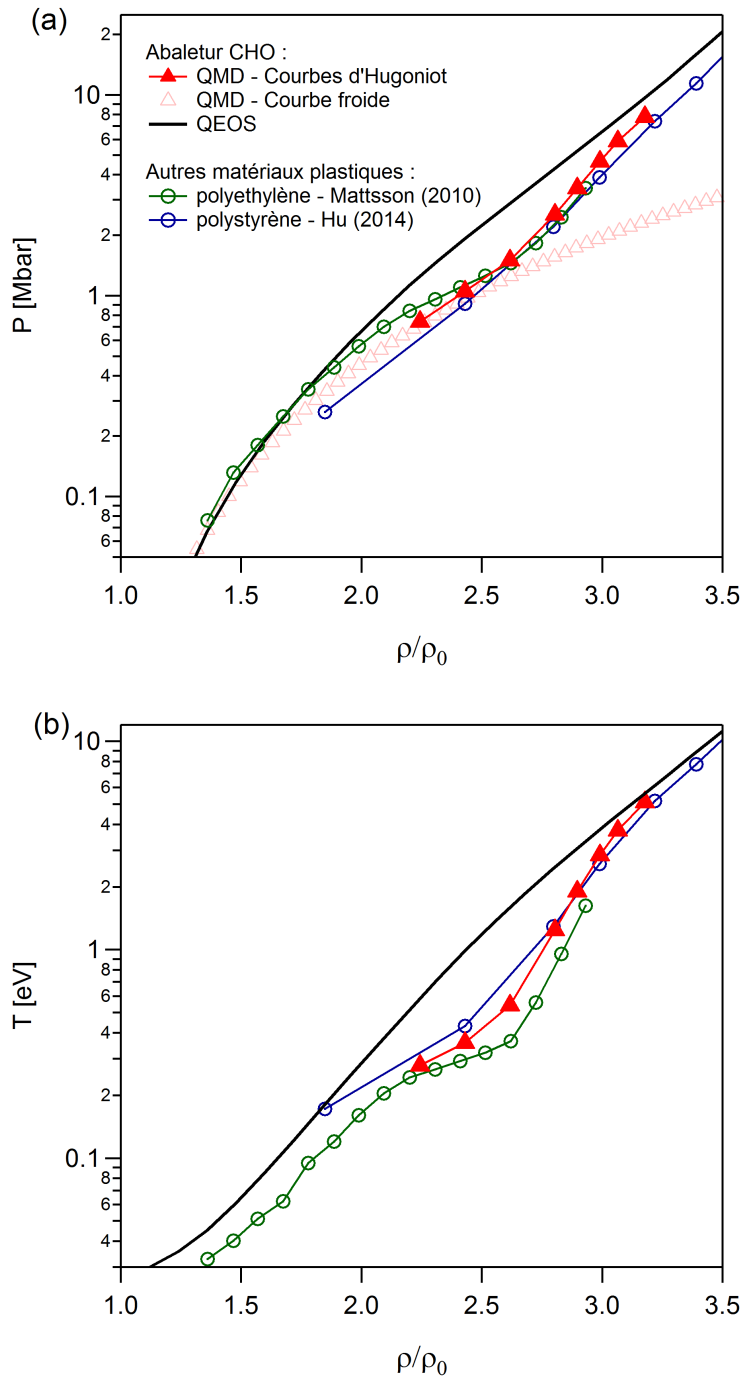 (a)
P [Mbar]
2
10
8
6
4
2
1
8
6
4
2
0.1
8
6
Abaletur CHO :
QMD - Courbes d'Hugoniot
QMD - Courbe froide
QEOS
Autres matériaux plastiques :
polyethylène - Mattsson (2010)
polystyrène - Hu (2014)
1.0 1.5 2.0 2.5 3.0 3.5
ρ/ρ0
(b)
T [eV]
10
8
6
4
2
1
8
6
4
2
0.1
8
6
4
1.0 1.5 2.0 2.5 3.0 3.5
ρ/ρ0